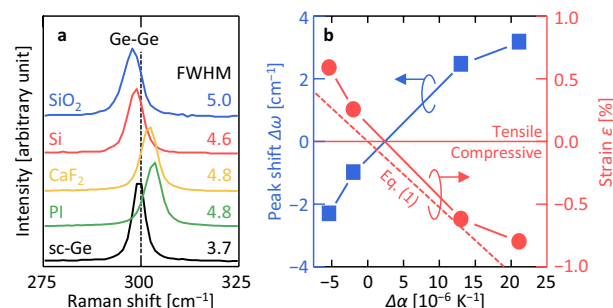 a
Ge-Ge
FWHM
SiO₂
5.0
Si
4.6
CaF₂
4.8
PI
4.8
sc-Ge
3.7
Intensity [arbitrary unit]
275
300
325
Raman shift [cm⁻¹]
b
4
2
0
−2
−4
Peak shift Δω [cm⁻¹]
1.0
0.5
0.0
−0.5
−1.0
Strain ε [%]
Tensile
Compressive
Eq. (1)
−5
0
5
10
15
20
25
Δα [10⁻⁶ K⁻¹]